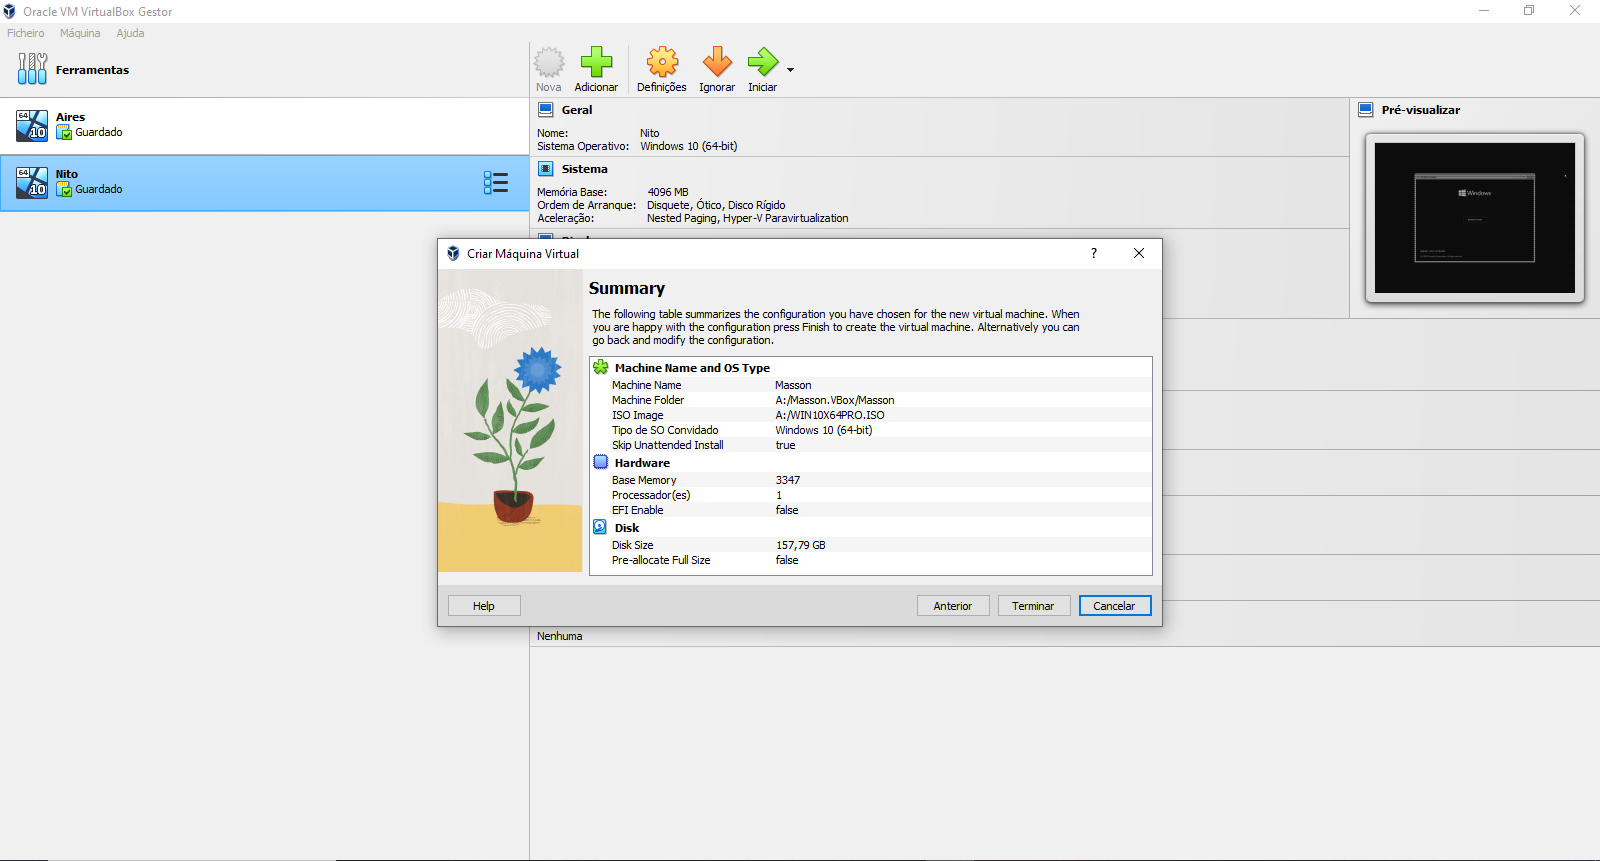 Oracle VM VirtualBox Gestor
Ficheiro Máquina Ajuda
Ferramentas
Aires
Guardado
Nito
Guardado
Nova Adicionar Definições Ignorar Iniciar
Geral
Nome: Nito
Sistema Operativo: Windows 10 (64-bit)
Sistema
Memória Base: 4096 MB
Ordem de Arranque: Disquete, Ótico, Disco Rígido
Aceleração: Nested Paging, Hyper-V Paravirtualization
Pré-visualizar
Windows
Criar Máquina Virtual
Summary
The following table summarizes the configuration you have chosen for the new virtual machine. When
you are happy with the configuration press Finish to create the virtual machine. Alternatively you can
go back and modify the configuration.
Machine Name and OS Type
Machine Name Masson
Machine Folder A:/Masson.VBox/Masson
ISO Image A:/WIN10X64PRO.ISO
Tipo de SO Convidado Windows 10 (64-bit)
Skip Unattended Install true
Hardware
Base Memory 3347
Processador(es) 1
EFI Enable false
Disk
Disk Size 157,79 GB
Pre-allocate Full Size false
Help Anterior Terminar Cancelar
Nenhuma